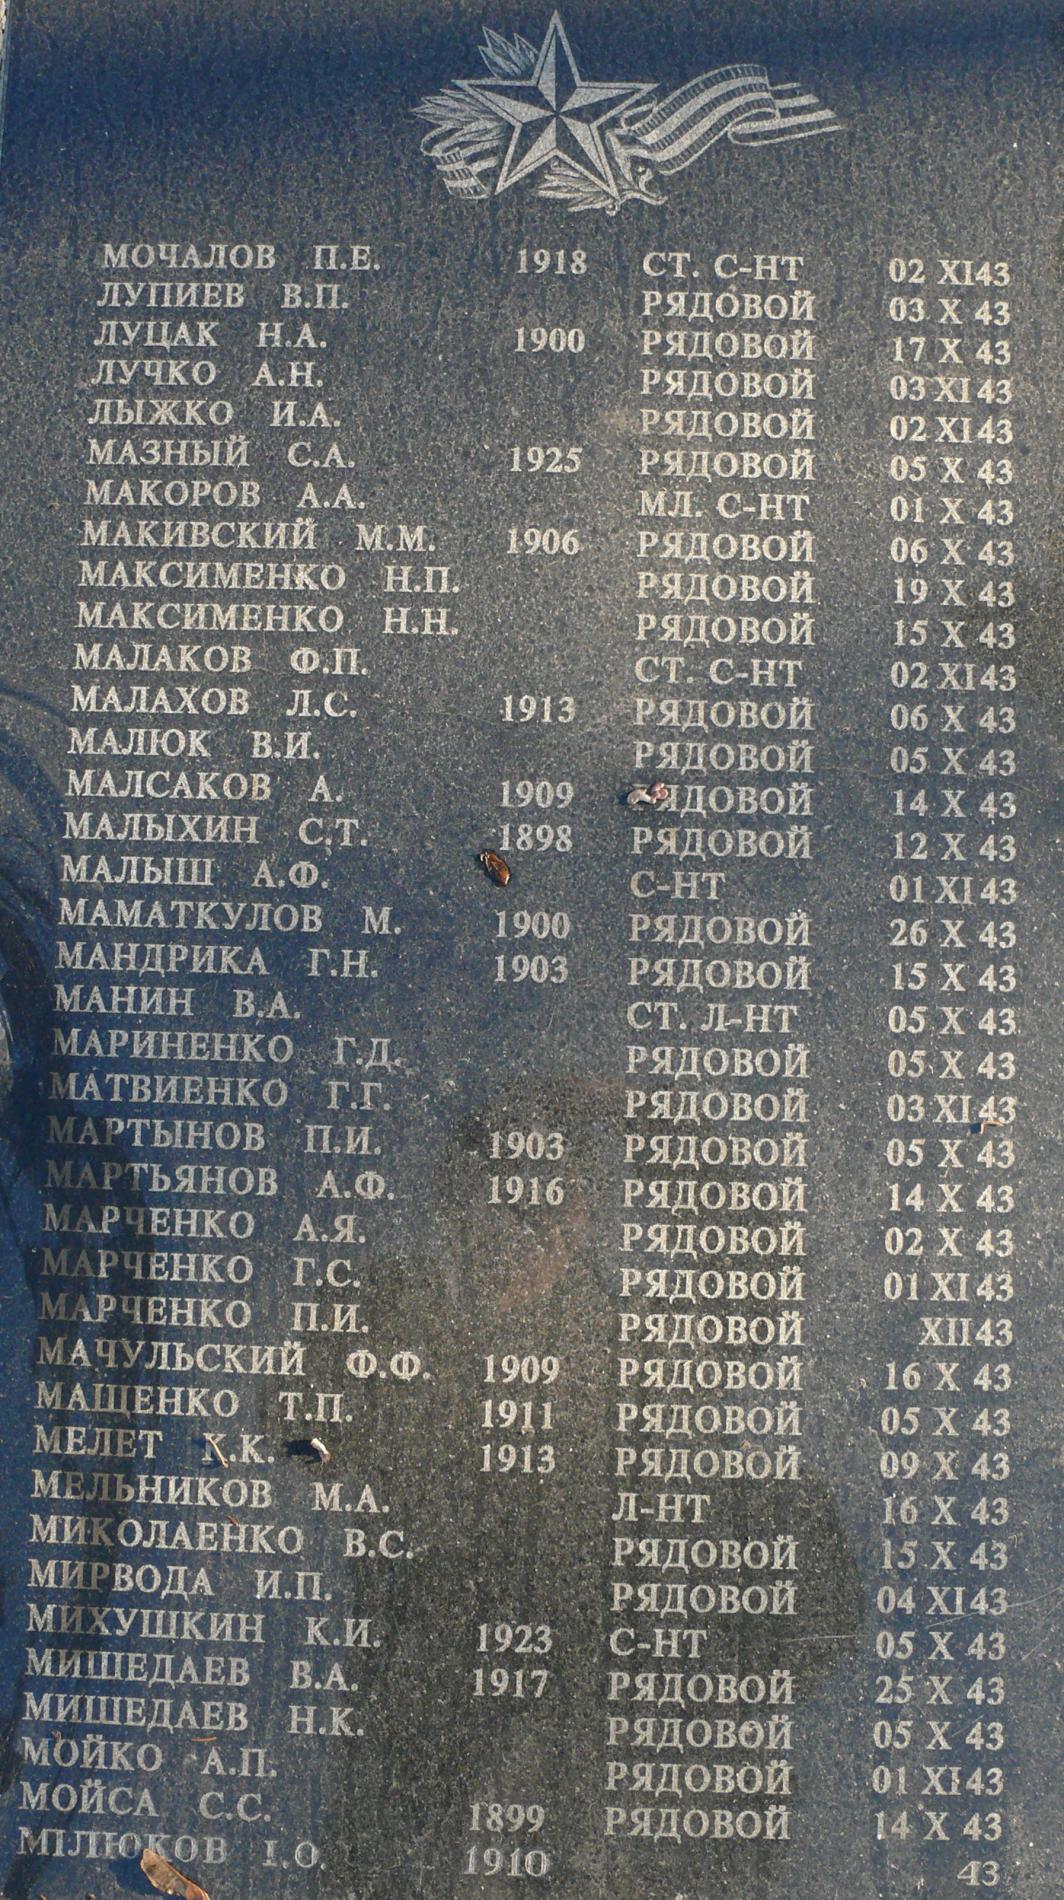 МОЧАЛОВ П.Е. 1918 СТ. С-НТ 02 XI 43
ЛУПИЕВ В.П. РЯДОВОЙ 03 X 43
ЛУЦАК Н.А. 1900 РЯДОВОЙ 17 X 43
ЛУЧКО А.Н. РЯДОВОЙ 03 XI 43
ЛЫЖКО И.А. РЯДОВОЙ 02 XI 43
МАЗНЫЙ С.А. 1925 РЯДОВОЙ 05 X 43
МАКОРОВ А.А. МЛ. С-НТ 01 X 43
МАКИВСКИЙ М.М. 1906 РЯДОВОЙ 06 X 43
МАКСИМЕНКО Н.П. РЯДОВОЙ 19 X 43
МАКСИМЕНКО Н.Н. РЯДОВОЙ 15 X 43
МАЛАКОВ Ф.П. СТ. С-НТ 02 XI 43
МАЛАХОВ Л.С. 1913 РЯДОВОЙ 06 X 43
МАЛЮК В.И. РЯДОВОЙ 05 X 43
МАЛСАКОВ А. 1909 РЯДОВОЙ 14 X 43
МАЛЫХИН С.Т. 1898 РЯДОВОЙ 12 X 43
МАЛЫШ А.Ф. С-НТ 01 XI 43
МАМАТКУЛОВ М. 1900 РЯДОВОЙ 26 X 43
МАНДРИКА Г.Н. 1903 РЯДОВОЙ 15 X 43
МАНИН В.А. СТ. Л-НТ 05 X 43
МАРИНЕНКО Г.Д. РЯДОВОЙ 05 X 43
МАТВИЕНКО Г.Г. РЯДОВОЙ 03 XI 43
МАРТЫНОВ П.И. 1903 РЯДОВОЙ 05 X 43
МАРТЬЯНОВ А.Ф. 1916 РЯДОВОЙ 14 X 43
МАРЧЕНКО А.Я. РЯДОВОЙ 02 X 43
МАРЧЕНКО Г.С. РЯДОВОЙ 01 XI 43
МАРЧЕНКО П.И. РЯДОВОЙ XII 43
МАЧУЛЬСКИЙ Ф.Ф. 1909 РЯДОВОЙ 16 X 43
МАЩЕНКО Т.П. 1911 РЯДОВОЙ 05 X 43
МЕЛЕТ 1913 РЯДОВОЙ 09 X 43
МЕЛЬНИКОВ М.А. Л-НТ 16 X 43
МИКОЛАЕНКО В.С. РЯДОВОЙ 15 X 43
МИРВОДА И.П. РЯДОВОЙ 04 XI 43
МИХУШКИН К.И. 1923 С-НТ 05 X 43
МИШЕДАЕВ В.А. 1917 РЯДОВОЙ 25 X 43
МИШЕДАЕВ Н.К. РЯДОВОЙ 05 X 43
МОЙКО А.П. РЯДОВОЙ 01 XI 43
МОЙСА С.С. 1899 РЯДОВОЙ 14 X 43
МІЛЮКОВ І.О. 1910 43